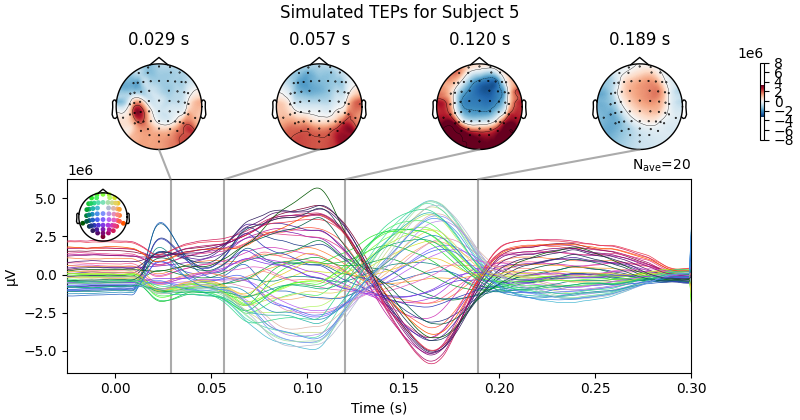 Simulated TEPs for Subject 5
0.029 s
0.057 s
0.120 s
0.189 s
1e6
8
6
4
2
0
−2
−4
−6
−8
Nave=20
1e6
5.0
2.5
0.0
−2.5
−5.0
µV
0.00
0.05
0.10
0.15
0.20
0.25
0.30
Time (s)